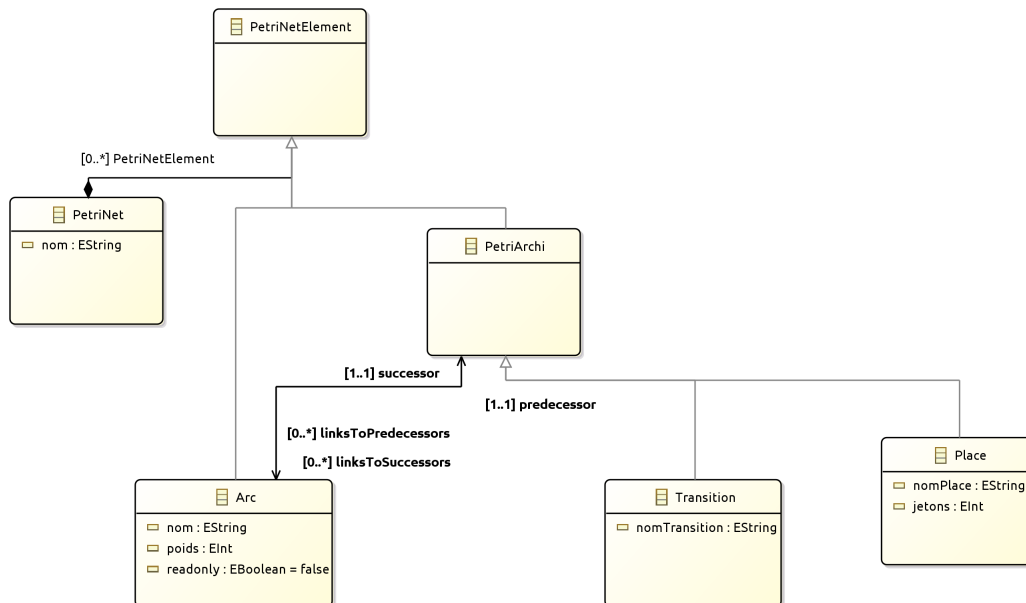 PetriNetElement
[0..*] PetriNetElement
PetriNet
nom : EString
PetriArchi
[1..1] successor
[1..1] predecessor
[0..*] linksToPredecessors
[0..*] linksToSuccessors
Arc
nom : EString
poids : EInt
readonly : EBoolean = false
Transition
nomTransition : EString
Place
nomPlace : EString
jetons : EInt